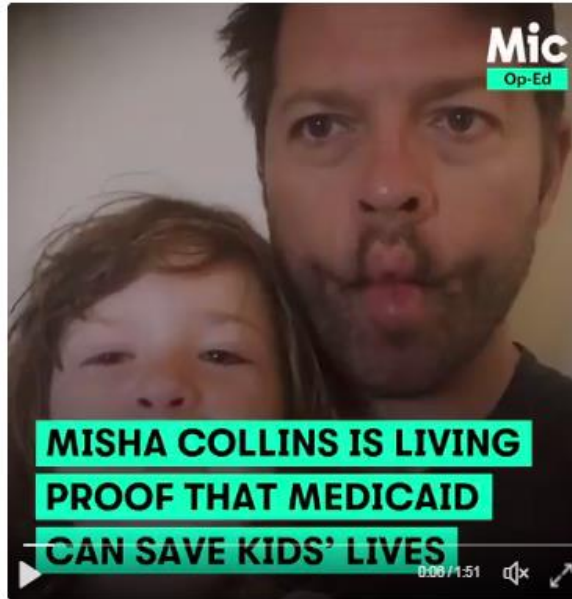 Mic
Op-Ed
MISHA COLLINS IS LIVING
PROOF THAT MEDICAID
CAN SAVE KIDS' LIVES
0:06/1:51